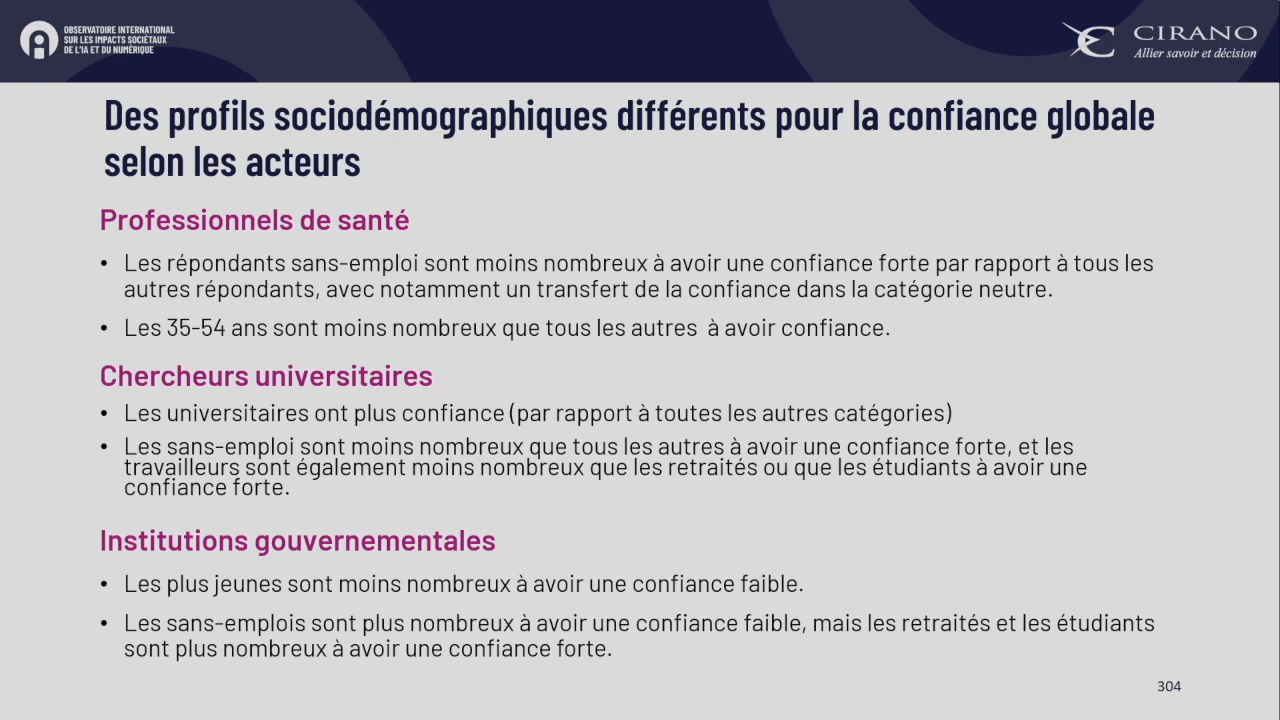 OBSERVATOIRE INTERNATIONAL
SUR LES IMPACTS SOCIÉTAUX
DE L'IA ET DU NUMÉRIQUE
CIRANO
Allier savoir et décision
Des profils sociodémographiques différents pour la confiance globale
selon les acteurs
Professionnels de santé
• Les répondants sans-emploi sont moins nombreux à avoir une confiance forte par rapport à tous les
autres répondants, avec notamment un transfert de la confiance dans la catégorie neutre.
• Les 35-54 ans sont moins nombreux que tous les autres à avoir confiance.
Chercheurs universitaires
• Les universitaires ont plus confiance (par rapport à toutes les autres catégories)
• Les sans-emploi sont moins nombreux que tous les autres à avoir une confiance forte, et les
travailleurs sont également moins nombreux que les retraités ou que les étudiants à avoir une
confiance forte.
Institutions gouvernementales
• Les plus jeunes sont moins nombreux à avoir une confiance faible.
• Les sans-emplois sont plus nombreux à avoir une confiance faible, mais les retraités et les étudiants
sont plus nombreux à avoir une confiance forte.
304